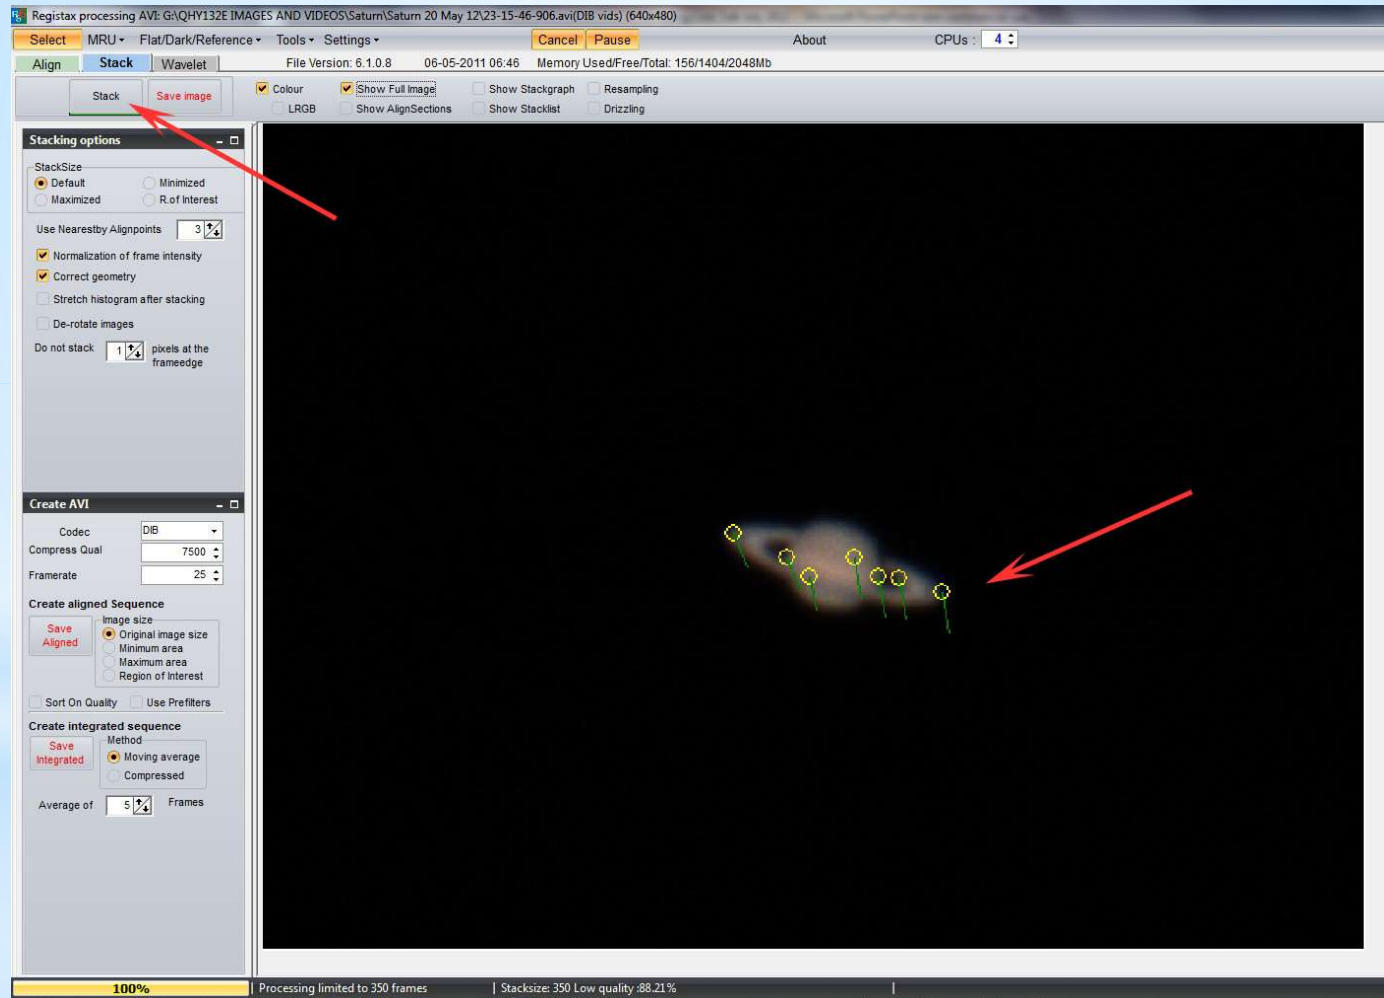 Registax processing AVI: G:\QHY132E IMAGES AND VIDEOS\Saturn\Saturn 20 May 12\23-15-46-906.avi(DIB vids) (640x480)
Select MRU Flat/Dark/Reference Tools Settings Cancel Pause About CPUs : 4
Align Stack Wavelet File Version: 6.1.0.8 06-05-2011 06:46 Memory Used/Free/Total: 156/1404/2048Mb
Stack Save image Colour Show Full Image Show Stackgraph Resampling
LRGB Show AlignSections Show Stacklist Drizzling
Stacking options
StackSize
Default Minimized
Maximized R.of Interest
Use Nearestby Alignpoints 3
Normalization of frame intensity
Correct geometry
Stretch histogram after stacking
De-rotate images
Do not stack 1 pixels at the
frameedge
Create AVI
Codec DIB
Compress Qual 7500
Framerate 25
Create aligned Sequence
Save Aligned
Image size
Original image size
Minimum area
Maximum area
Region of Interest
Sort On Quality Use Prefilters
Create integrated sequence
Save Integrated
Method
Moving average
Compressed
Average of 5 Frames
100% Processing limited to 350 frames Stacksize: 350 Low quality :88.21%